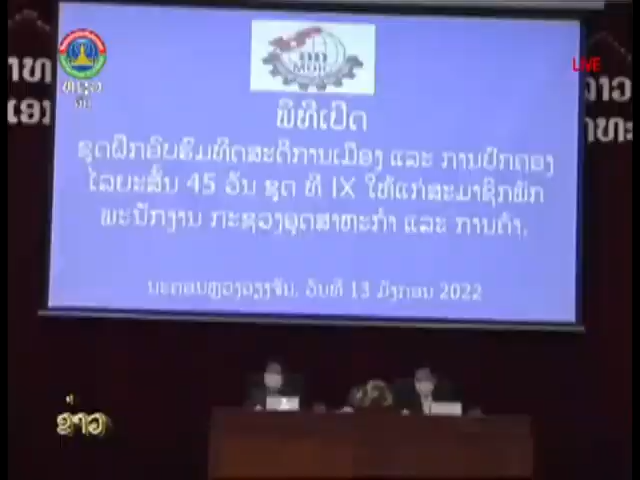 LIVE
ພິທີເປີດ
ຊຸດຝຶກອົບຮົມທິດສະດີການເມືອງ ແລະ ການປົກຄອງ
ໄລຍະສັ້ນ 45 ວັນ ຊຸດ ທີ IX ໃຫ້ແກ່ສະມາຊິກພັກ
ພະນັກງານ ກະຊວງອຸດສາຫະກຳ ແລະ ການຄ້າ.
ນະຄອນຫຼວງວຽງຈັນ, ວັນທີ 13 ມັງກອນ 2022
ຂ່າວ